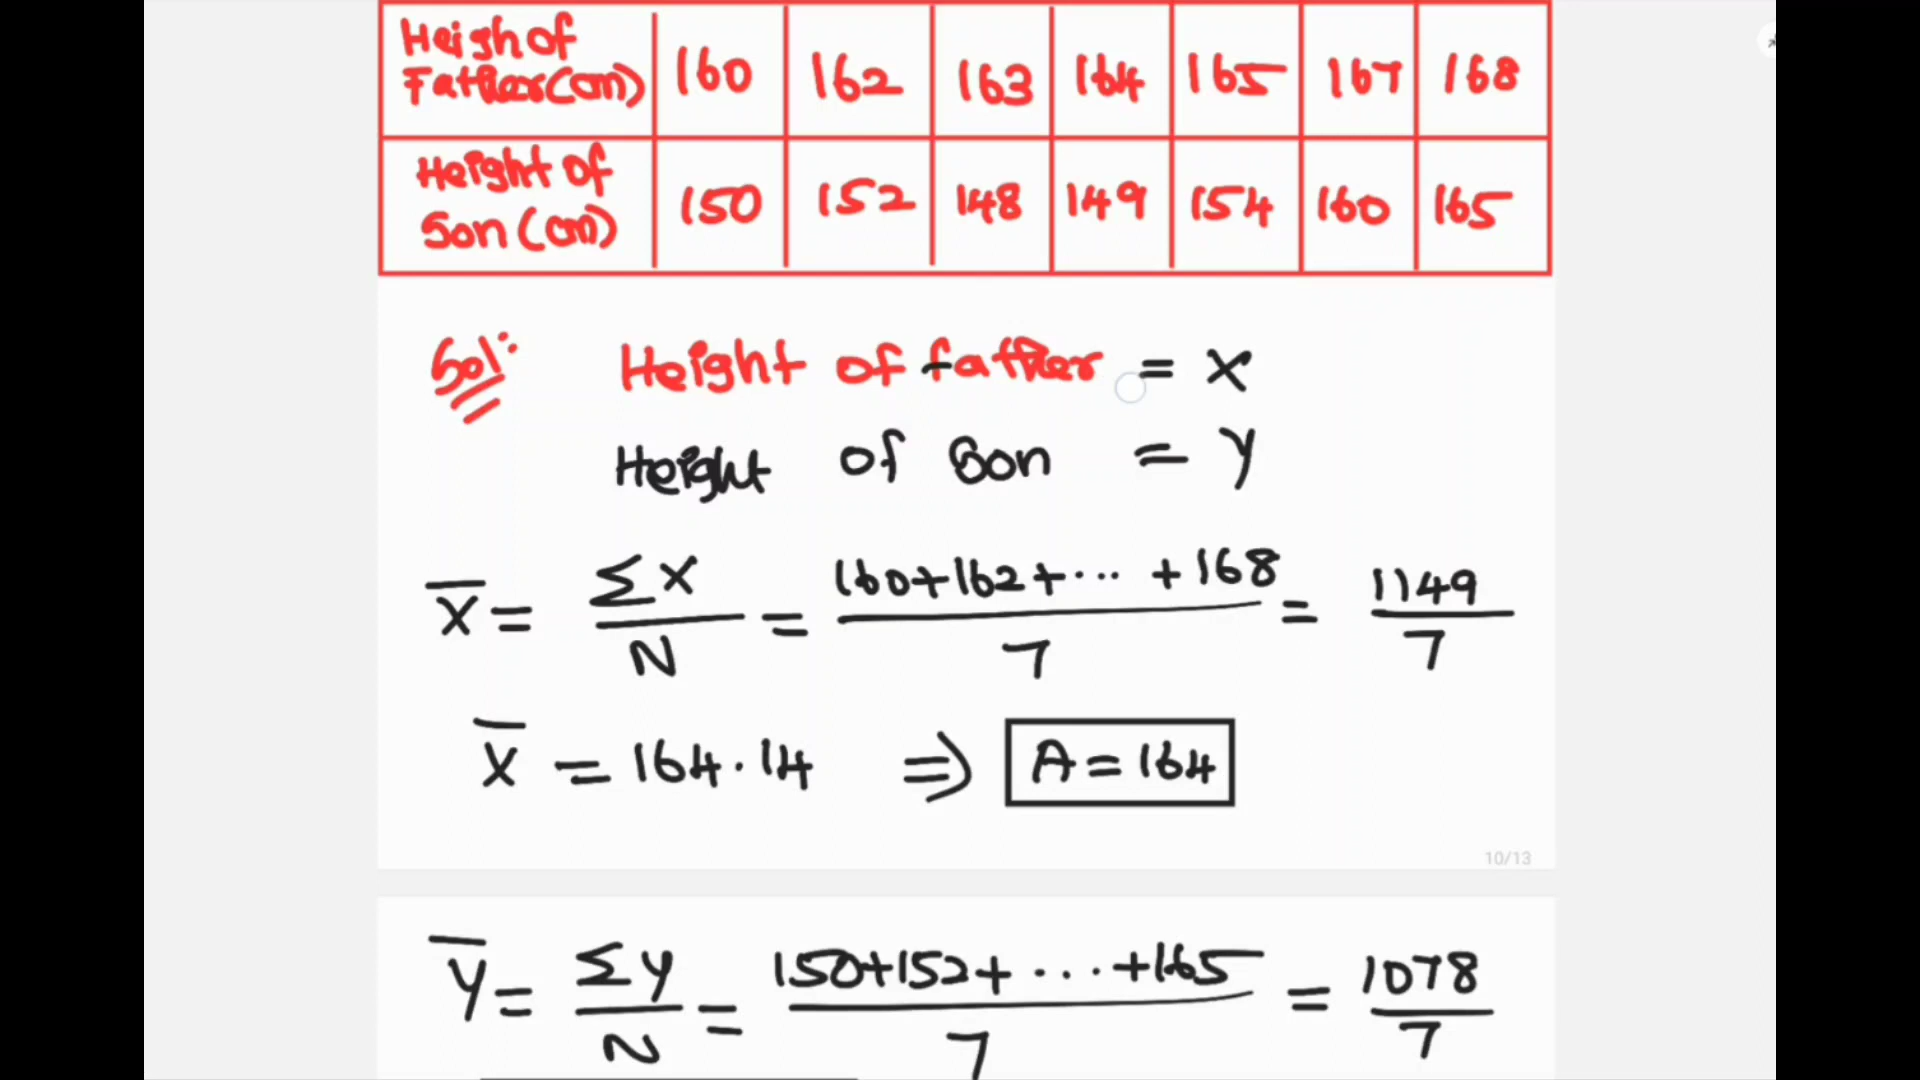 Heigh of Father(cm) 160 162 163 164 165 167 168
Height of Son (cm) 150 152 148 149 154 160 165
Sol:
Height of father = X
Height of Son = Y
X̅ = ΣX/N = 160+162+...+168/7 = 1149/7
X̅ = 164.14 ⇒ A = 164
10/13
Y̅ = ΣY/N = 150+152+....+165/7 = 1078/7